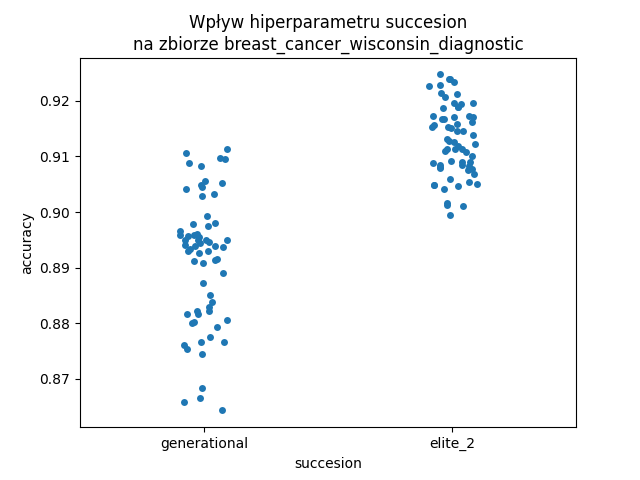 Wpływ hiperparametru succesion
na zbiorze breast_cancer_wisconsin_diagnostic
0.92
0.91
0.90
0.89
0.88
0.87
accuracy
generational
elite_2
succesion